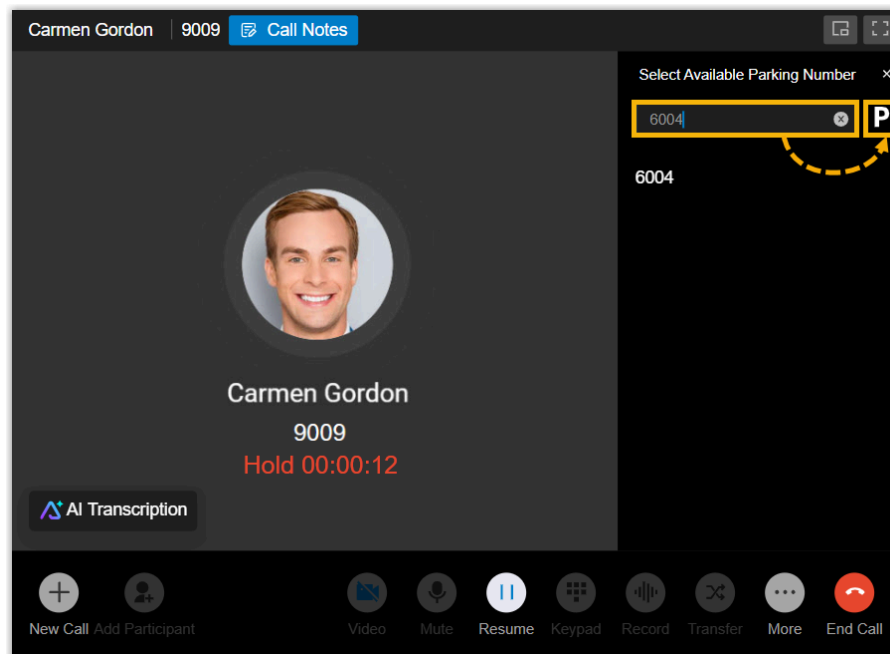 Carmen Gordon 9009 Call Notes
Select Available Parking Number ×
6004 P
6004
Carmen Gordon
9009
Hold 00:00:12
AI Transcription
New Call Add Participant Video Mute Resume Keypad Record Transfer More End Call